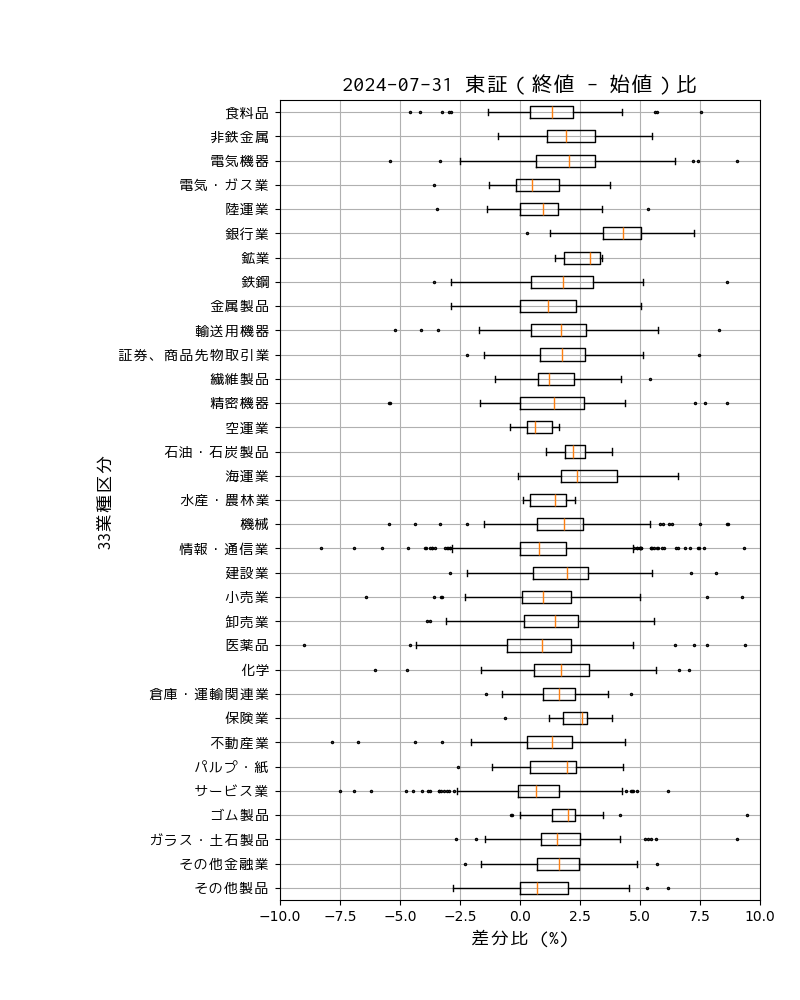 2024-07-31 東証 ( 終値 - 始値 ) 比
食料品
非鉄金属
電気機器
電気・ガス業
陸運業
銀行業
鉱業
鉄鋼
金属製品
輸送用機器
証券、商品先物取引業
繊維製品
精密機器
空運業
石油・石炭製品
海運業
水産・農林業
機械
情報・通信業
建設業
小売業
卸売業
医薬品
化学
倉庫・運輸関連業
保険業
不動産業
パルプ・紙
サービス業
ゴム製品
ガラス・土石製品
その他金融業
その他製品
33業種区分
−10.0 −7.5 −5.0 −2.5 0.0 2.5 5.0 7.5 10.0
差分比 (%)